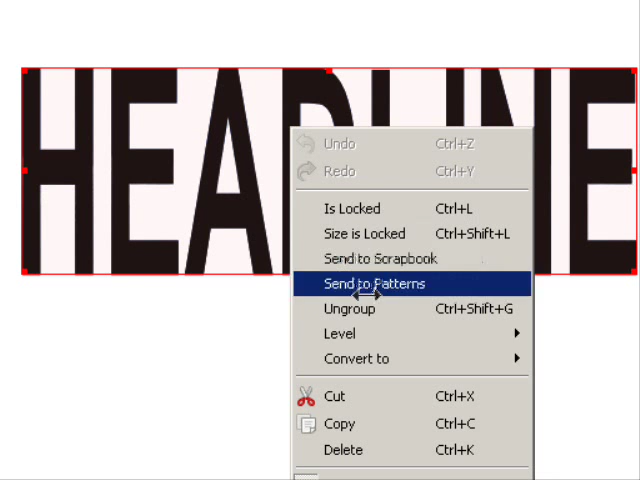 HEADLINE
Undo Ctrl+Z
Redo Ctrl+Y
Is Locked Ctrl+L
Size is Locked Ctrl+Shift+L
Send to Scrapbook
Send to Patterns
Ungroup Ctrl+Shift+G
Level
Convert to
Cut Ctrl+X
Copy Ctrl+C
Delete Ctrl+K